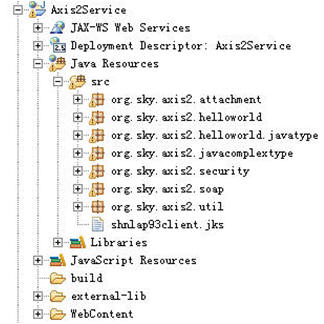 Axis2Service
JAX-WS Web Services
Deployment Descriptor: Axis2Service
Java Resources
src
org.sky.axis2.attachment
org.sky.axis2.helloworld
org.sky.axis2.helloworld.javatype
org.sky.axis2.javacomplextype
org.sky.axis2.security
org.sky.axis2.soap
org.sky.axis2.util
shnlap93client.jks
Libraries
JavaScript Resources
build
external-lib
WebContent